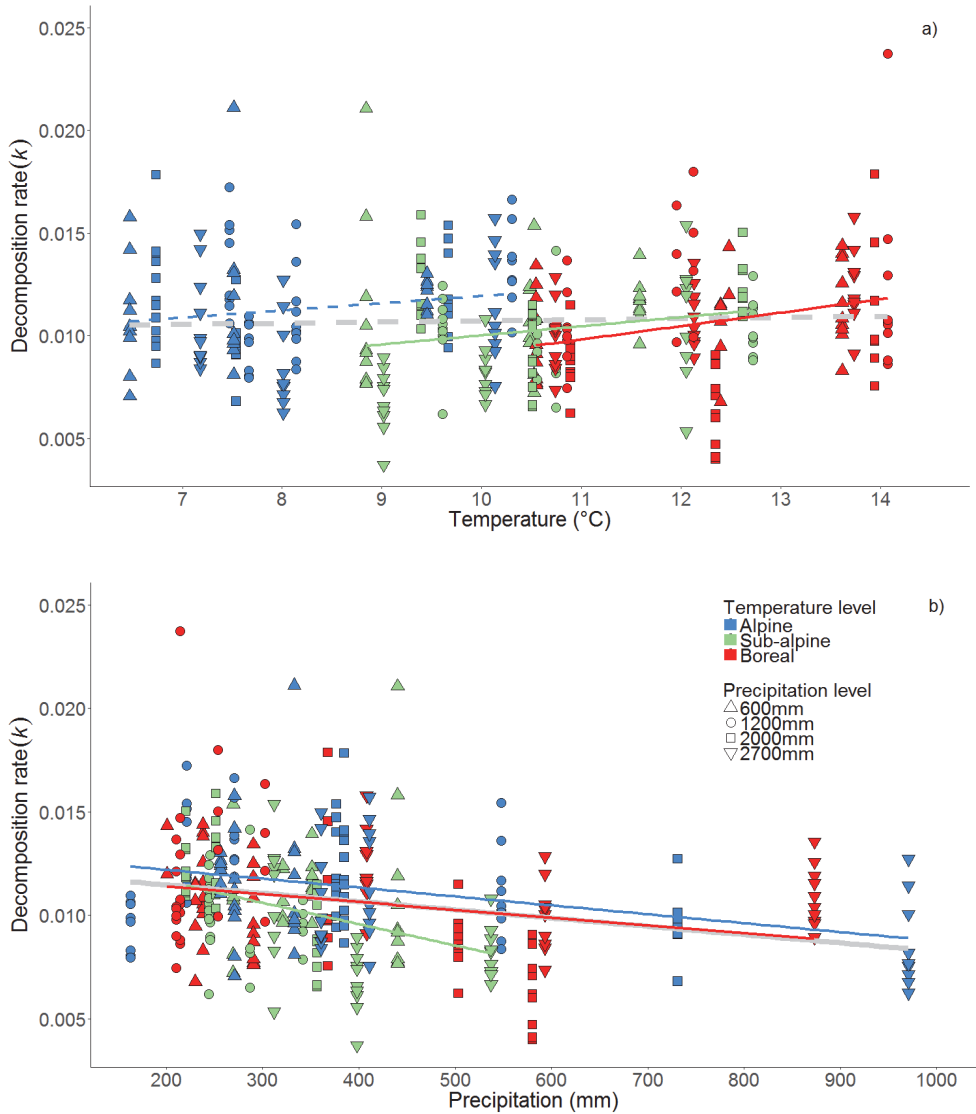 a)
0.025
0.020
0.015
0.010
0.005
Decomposition rate(k)
7 8 9 10 11 12 13 14
Temperature (°C)
b)
0.025
0.020
0.015
0.010
0.005
Decomposition rate(k)
Temperature level
Alpine
Sub-alpine
Boreal
Precipitation level
600mm
1200mm
2000mm
2700mm
200 300 400 500 600 700 800 900 1000
Precipitation (mm)